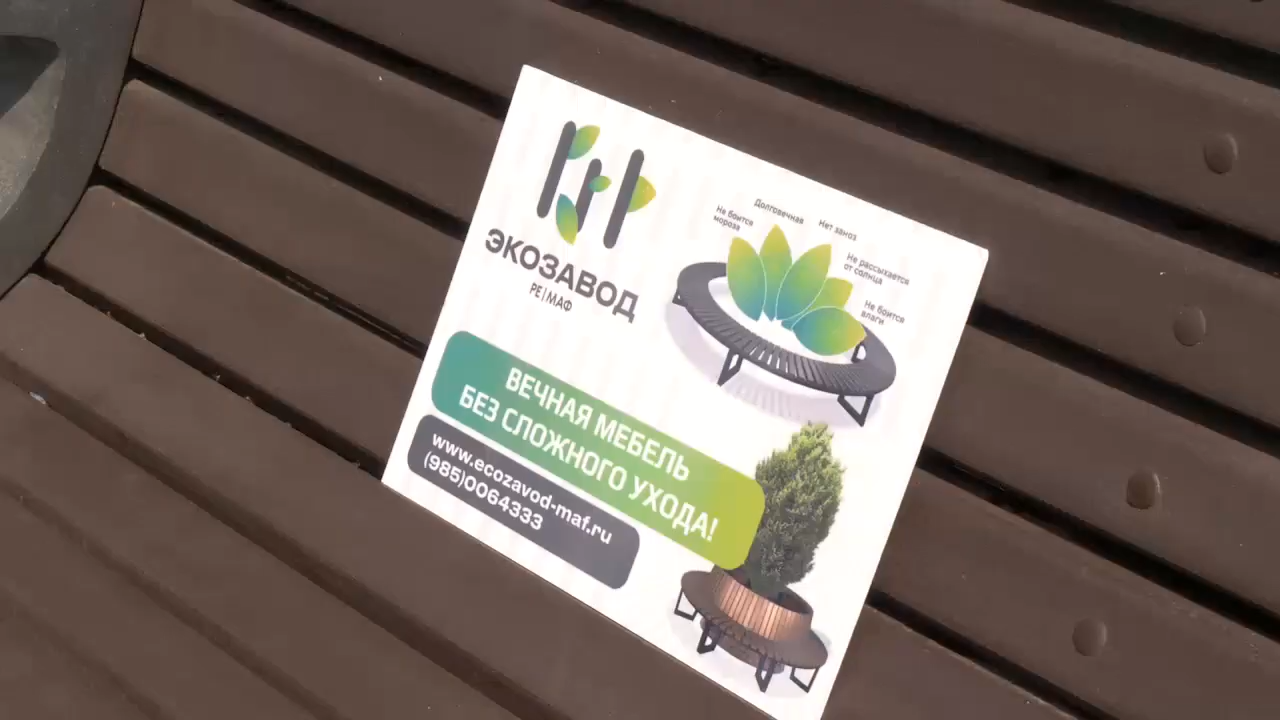 ЭКОЗАВОД
РЕ|МАФ
Не боится
мороза
Долговечная
Нет заноз
Не рассыхается
от солнца
Не боится
влаги
ВЕЧНАЯ МЕБЕЛЬ
БЕЗ СЛОЖНОГО УХОДА!
www.ecozavod-maf.ru
(985)0064333